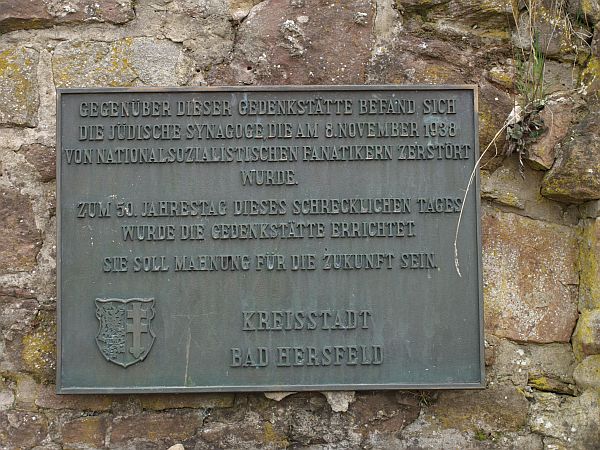 GEGENÜBER DIESER GEDENKSTÄTTE BEFAND SICH
DIE JÜDISCHE SYNAGOGE DIE AM 8.NOVEMBER 1938
VON NATIONALSOZIALISTISCHEN FANATIKERN ZERSTÖRT
WURDE.
ZUM 50. JAHRESTAG DIESES SCHRECKLICHEN TAGES
WURDE DIE GEDENKSTÄTTE ERRICHTET.
SIE SOLL MAHNUNG FÜR DIE ZUKUNFT SEIN.
KREISSTADT
BAD HERSFELD